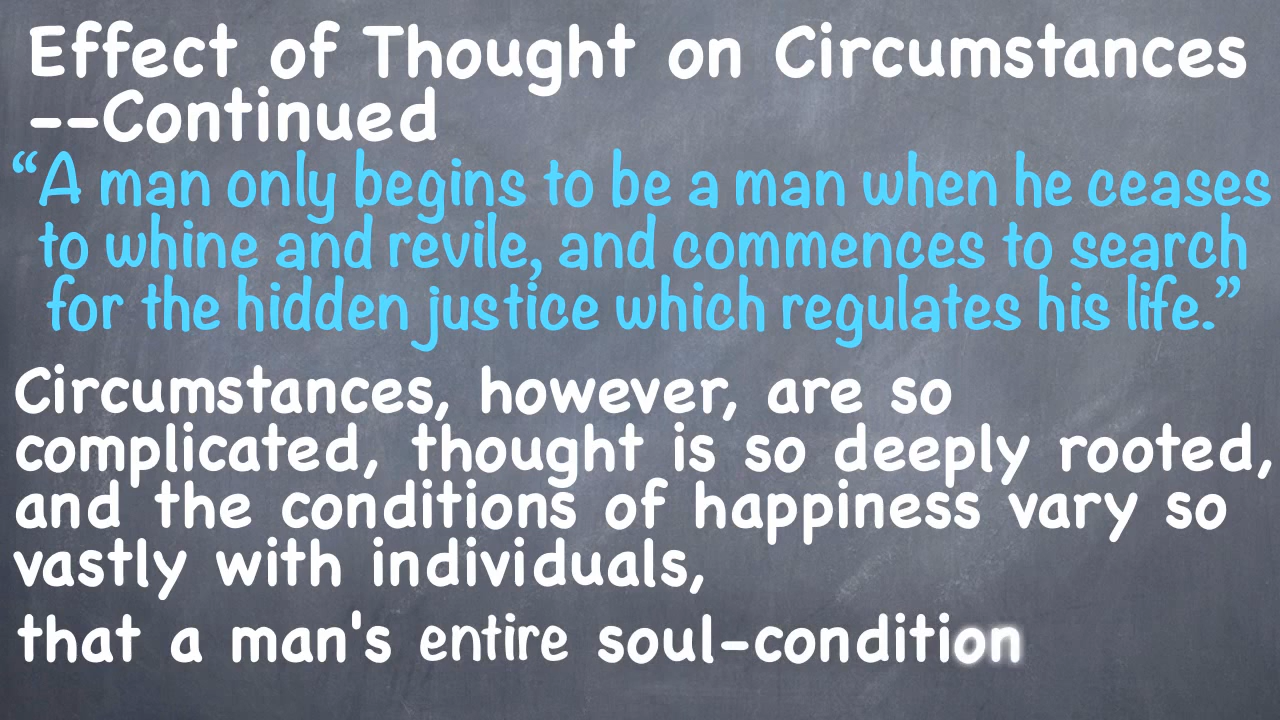 Effect of Thought on Circumstances
--Continued
“A man only begins to be a man when he ceases
to whine and revile, and commences to search
for the hidden justice which regulates his life.”
Circumstances, however, are so
complicated, thought is so deeply rooted,
and the conditions of happiness vary so
vastly with individuals,
that a man's entire soul-condition